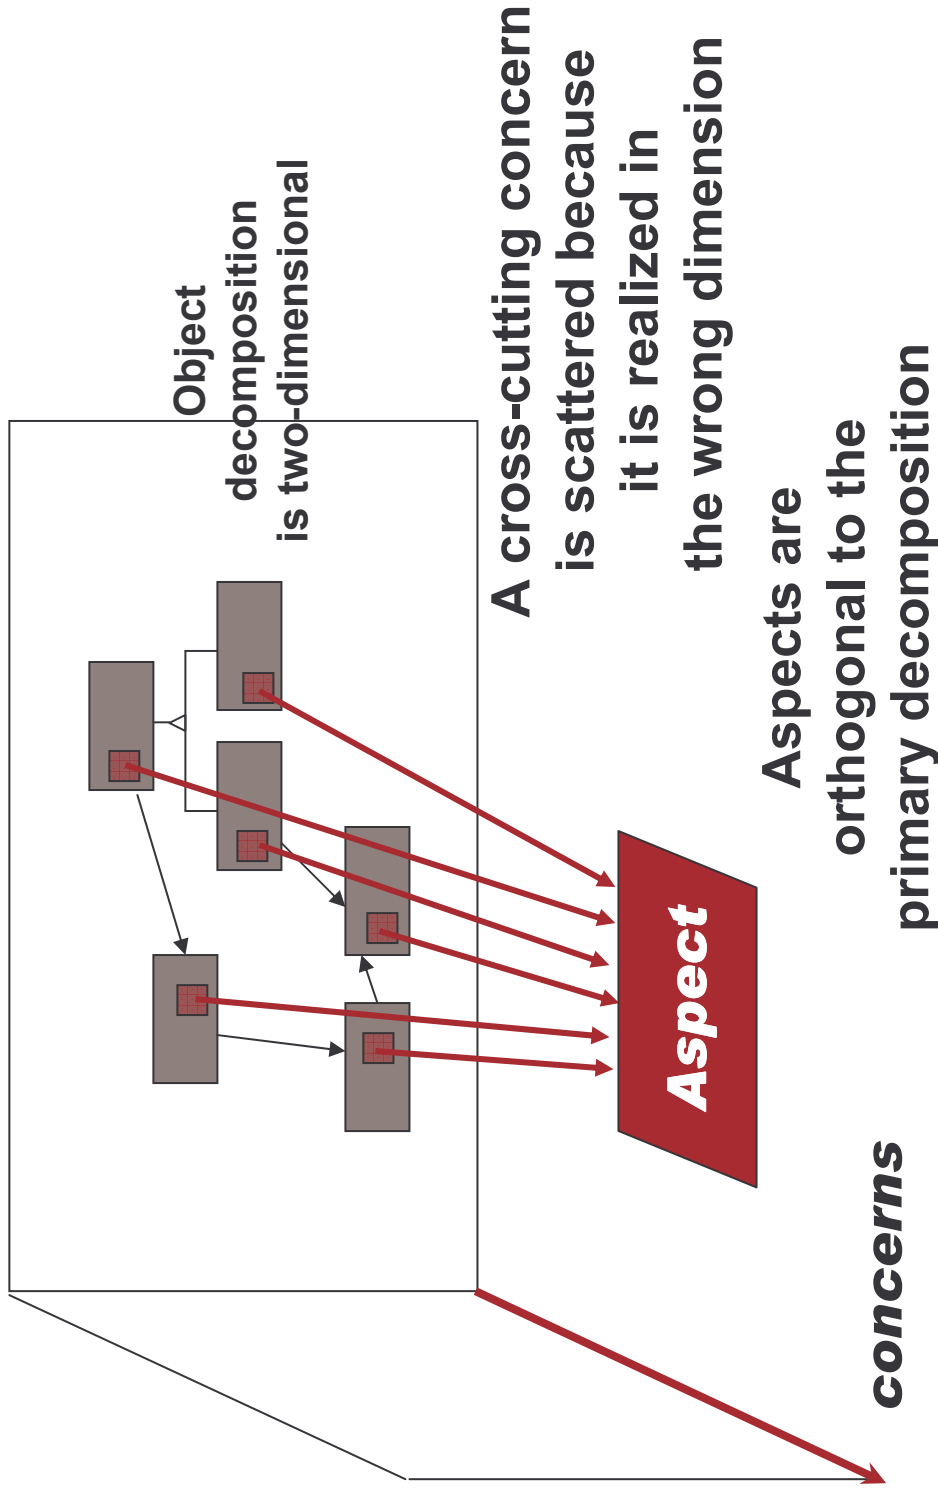 Object
decomposition
is two-dimensional
A cross-cutting concern
is scattered because
it is realized in
the wrong dimension
Aspects are
orthogonal to the
primary decomposition
Aspect
concerns